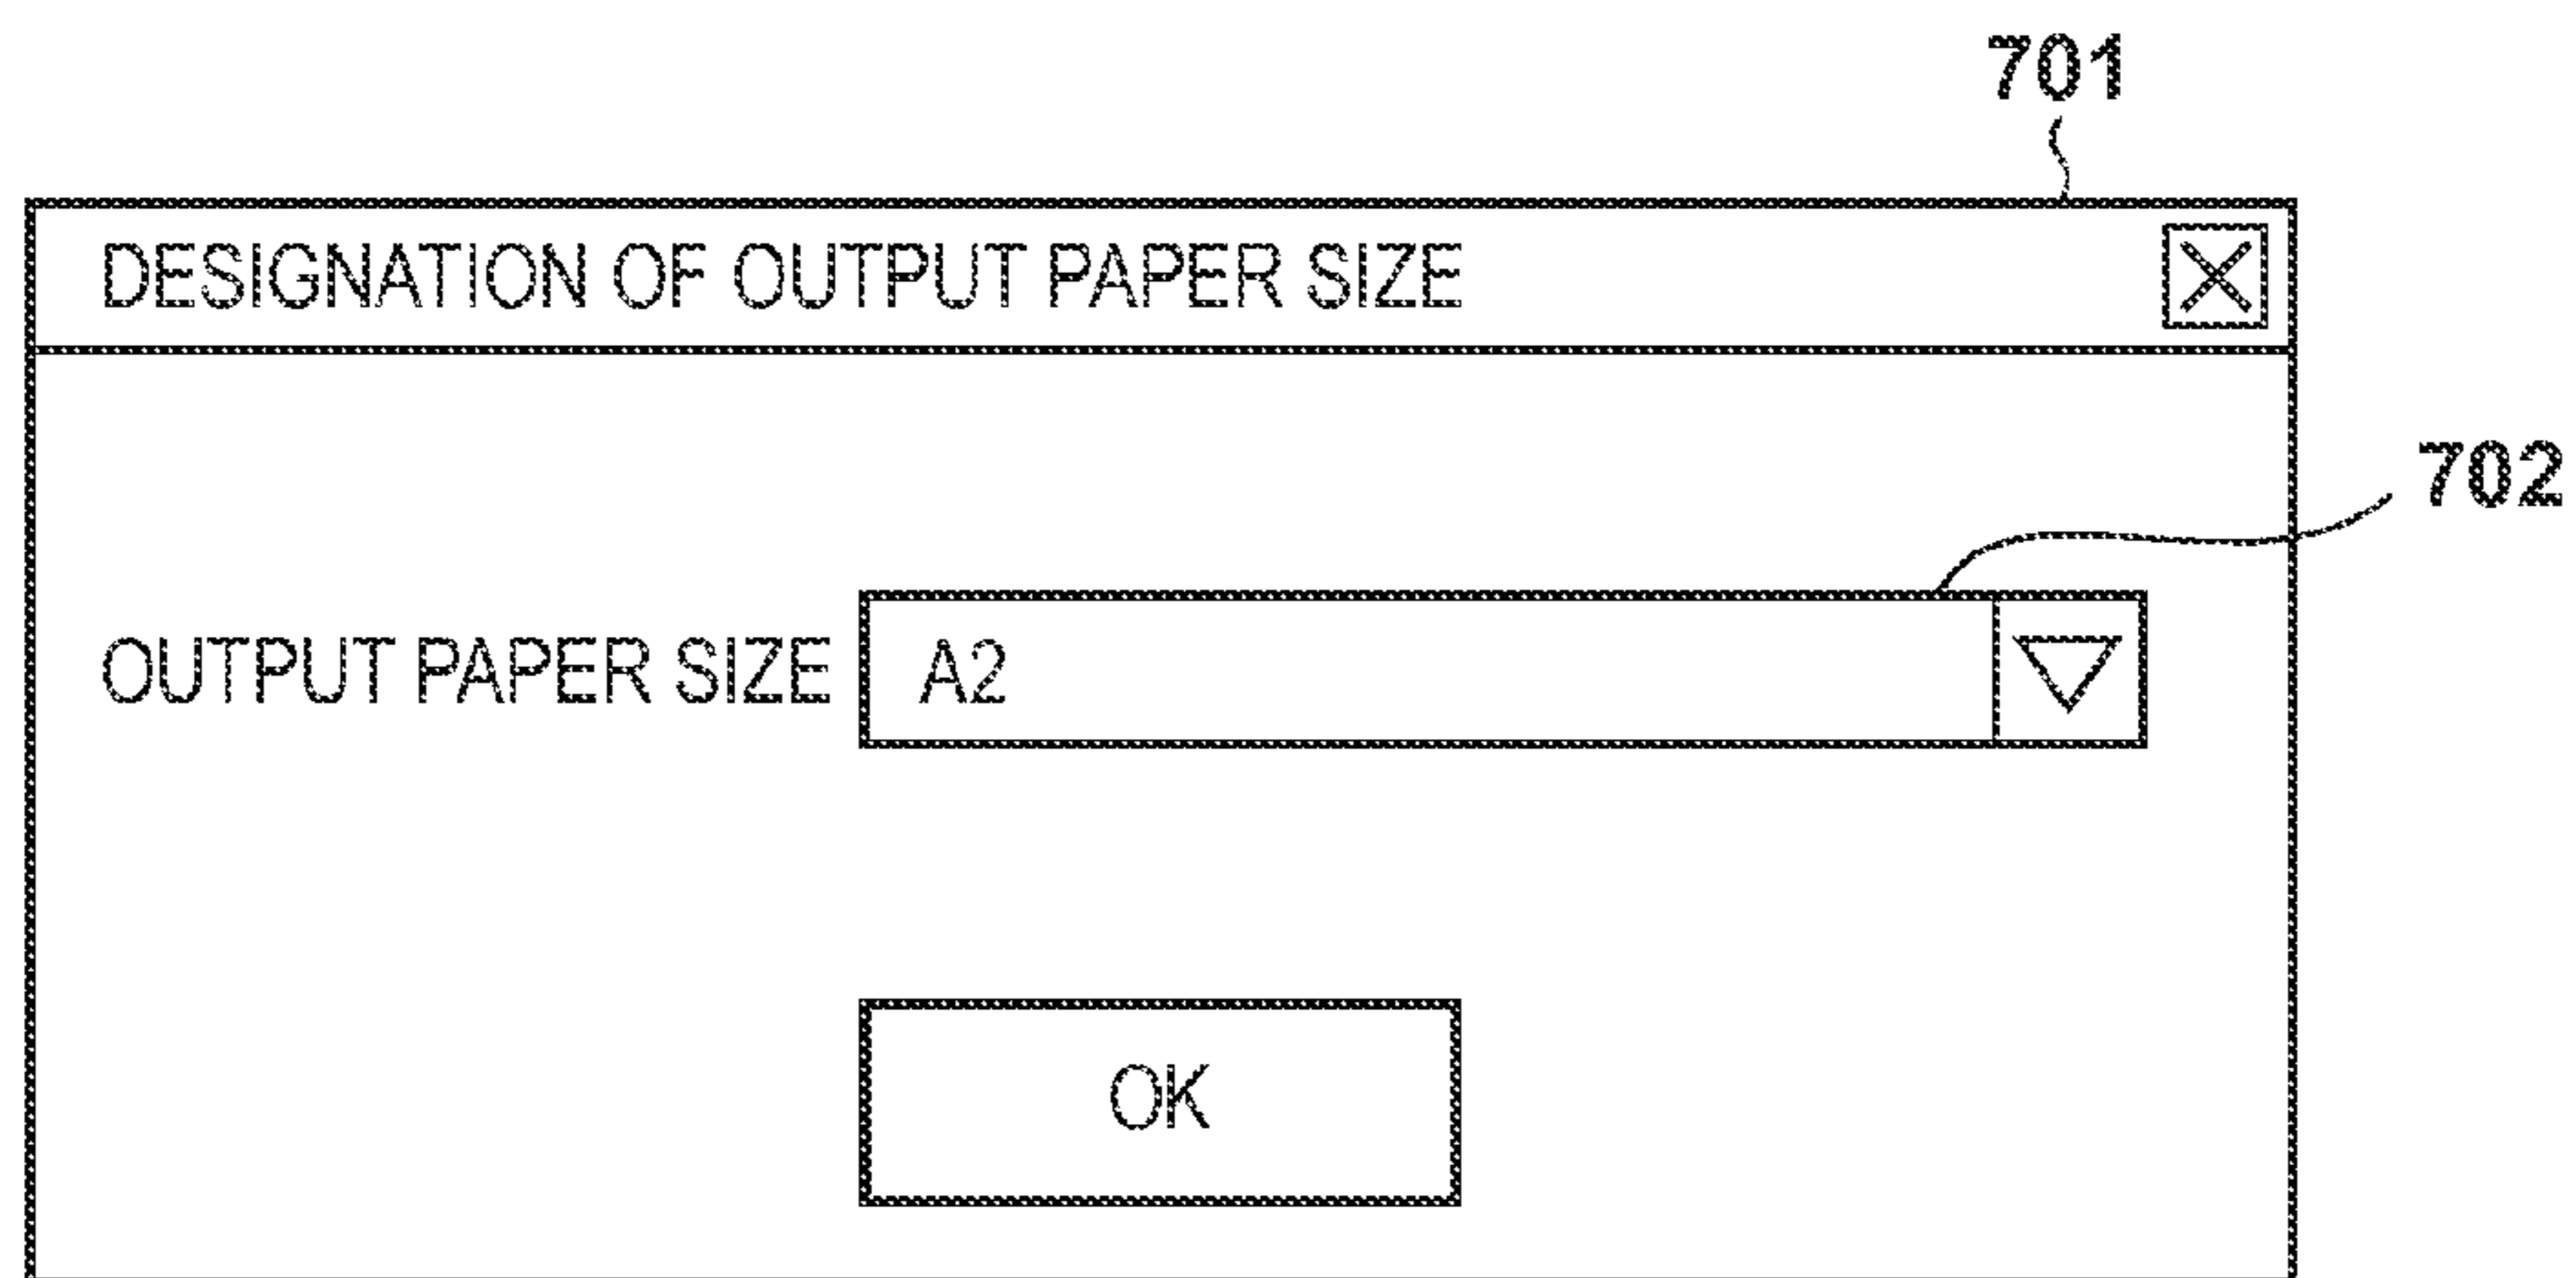 701
DESIGNATION OF OUTPUT PAPER SIZE
702
OUTPUT PAPER SIZE A2
OK